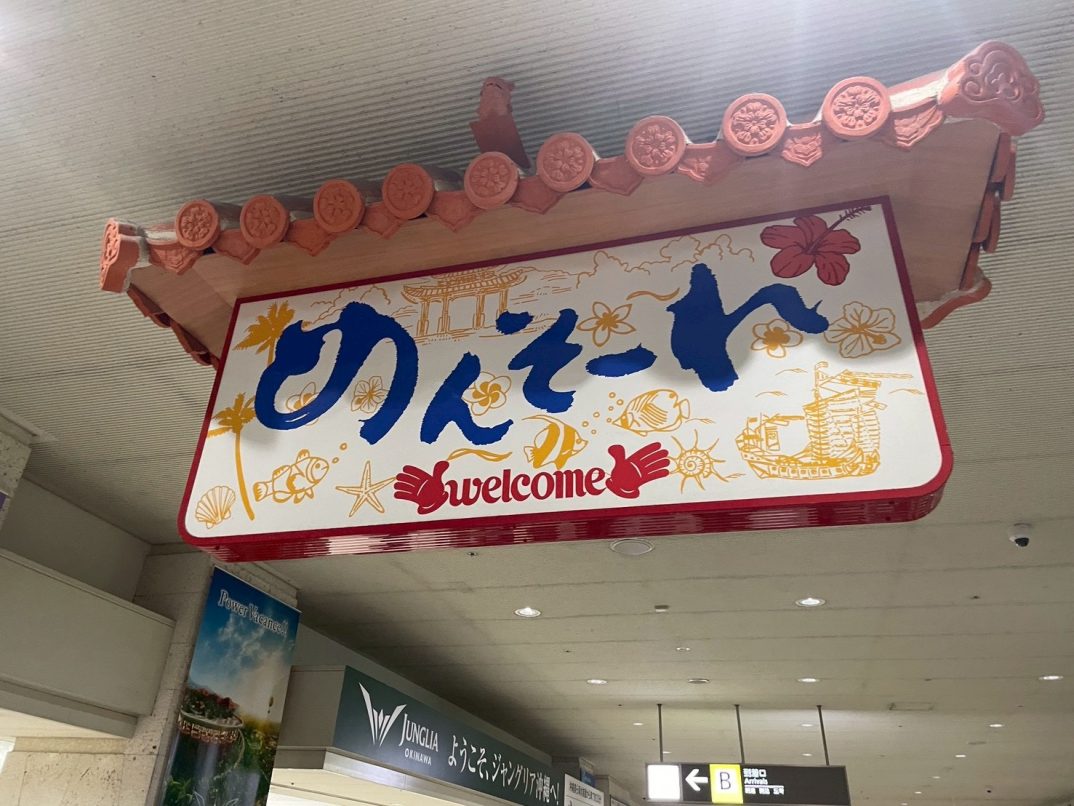 めんそーれ
welcome
Power Vacance!!
JUNGLIA
OKINAWA
ようこそ、ジャングリア沖縄へ!
← B 到着口
Arrivals